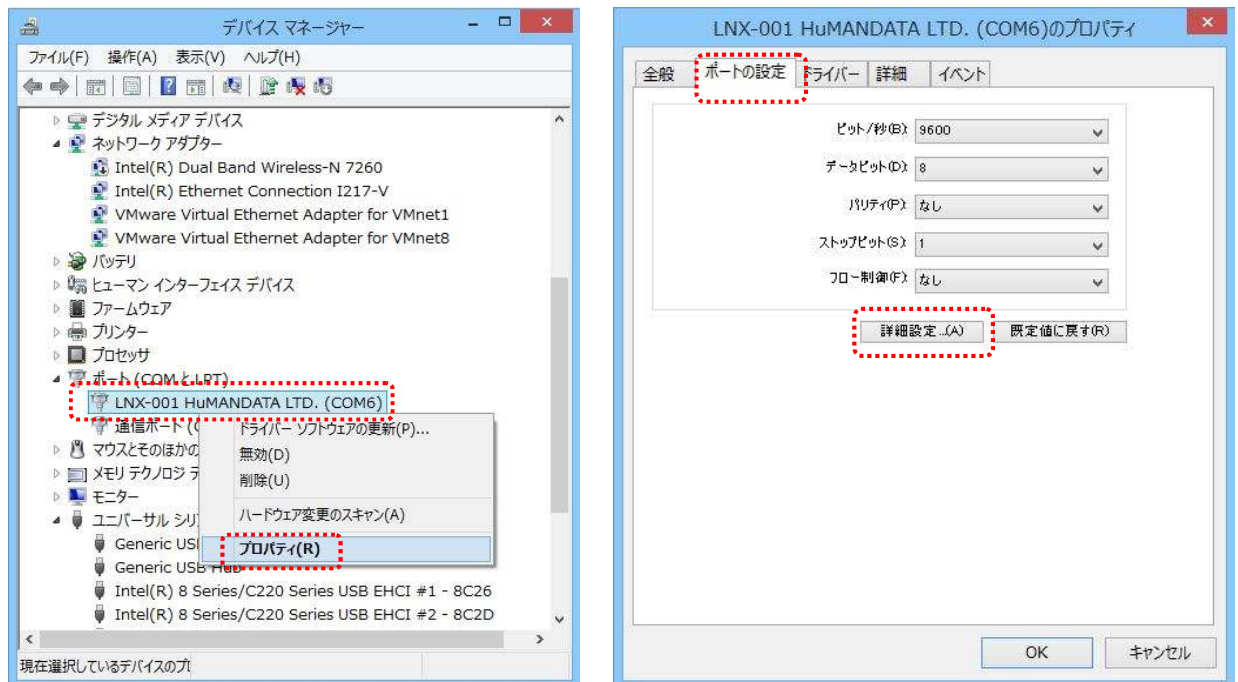 デバイス マネージャー
ファイル(F) 操作(A) 表示(V) ヘルプ(H)
デジタル メディア デバイス
ネットワーク アダプター
Intel(R) Dual Band Wireless-N 7260
Intel(R) Ethernet Connection I217-V
VMware Virtual Ethernet Adapter for VMnet1
VMware Virtual Ethernet Adapter for VMnet8
バッテリ
ヒューマン インターフェイス デバイス
ファームウェア
プリンター
プロセッサ
ポート (COM と LPT)
LNX-001 HuMANDATA LTD. (COM6)
通信ポート (
ドライバー ソフトウェアの更新(P)...
マウスとそのほかの
無効(D)
メモリ テクノロジ デ
削除(U)
モニター
ハードウェア変更のスキャン(A)
ユニバーサル シリ
Generic US
プロパティ(R)
Generic USB Hub
Intel(R) 8 Series/C220 Series USB EHCI #1 - 8C26
Intel(R) 8 Series/C220 Series USB EHCI #2 - 8C2D
現在選択しているデバイスのプ
LNX-001 HuMANDATA LTD. (COM6)のプロパティ
全般 ポートの設定 ドライバー 詳細 イベント
ビット/秒(B): 9600
データ ビット(D): 8
パリティ(P): なし
ストップ ビット(S): 1
フロー制御(F): なし
詳細設定...(A) 既定値に戻す(R)
OK キャンセル